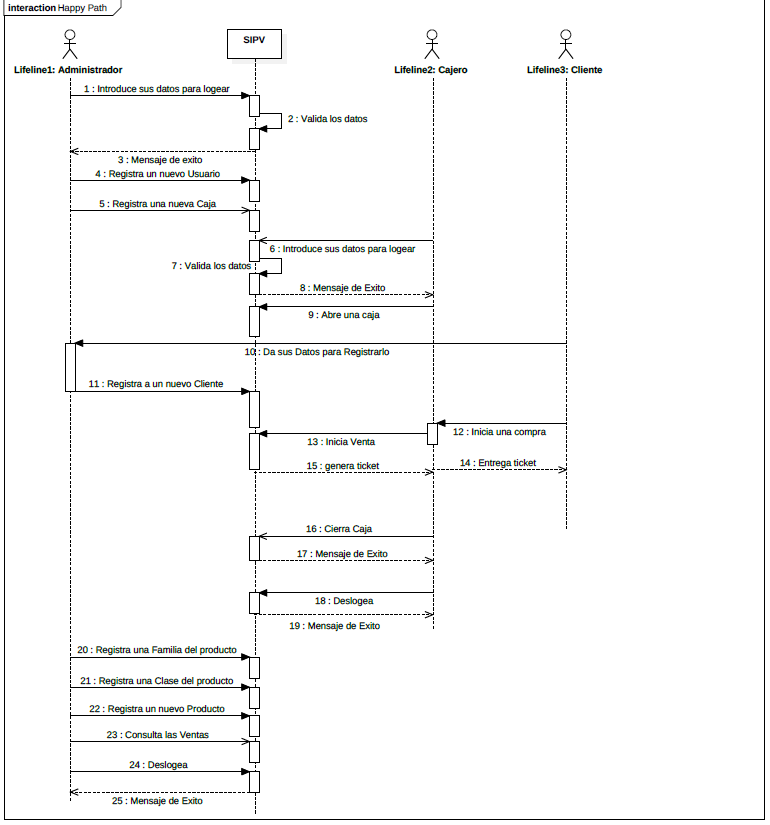 interaction Happy Path
SIPV
Lifeline1: Administrador
Lifeline2: Cajero
Lifeline3: Cliente
1 : Introduce sus datos para logear
2 : Valida los datos
3 : Mensaje de exito
4 : Registra un nuevo Usuario
5 : Registra una nueva Caja
6 : Introduce sus datos para logear
7 : Valida los datos
8 : Mensaje de Exito
9 : Abre una caja
10 : Da sus Datos para Registrarlo
11 : Registra a un nuevo Cliente
12 : Inicia una compra
13 : Inicia Venta
14 : Entrega ticket
15 : genera ticket
16 : Cierra Caja
17 : Mensaje de Exito
18 : Deslogea
19 : Mensaje de Exito
20 : Registra una Familia del producto
21 : Registra una Clase del producto
22 : Registra un nuevo Producto
23 : Consulta las Ventas
24 : Deslogea
25 : Mensaje de Exito